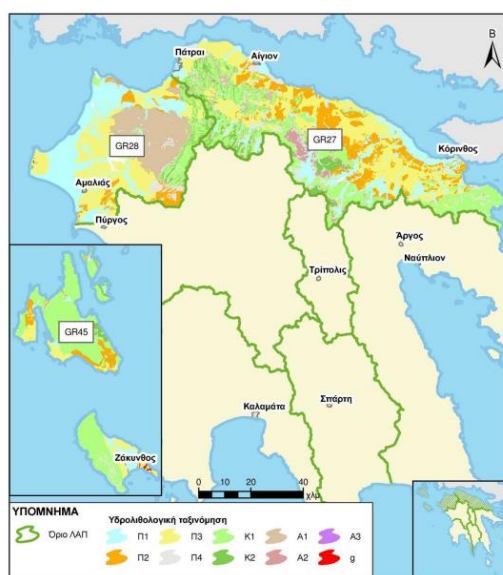 Πάτραι
Αίγιον
Β
GR28
GR27
Κόρινθος
Αμαλιάς
Πύργος
Άργος
Ναύπλιον
Τρίπολις
GR45
Σπάρτη
Καλαμάτα
Ζάκυνθος
0 10 20 40
χλμ
ΥΠΟΜΝΗΜΑ
Όριο ΛΑΠ
Υδρολιθολογική ταξινόμηση
Π1 Π3 Κ1 Α1 Α3
Π2 Π4 Κ2 Α2 g